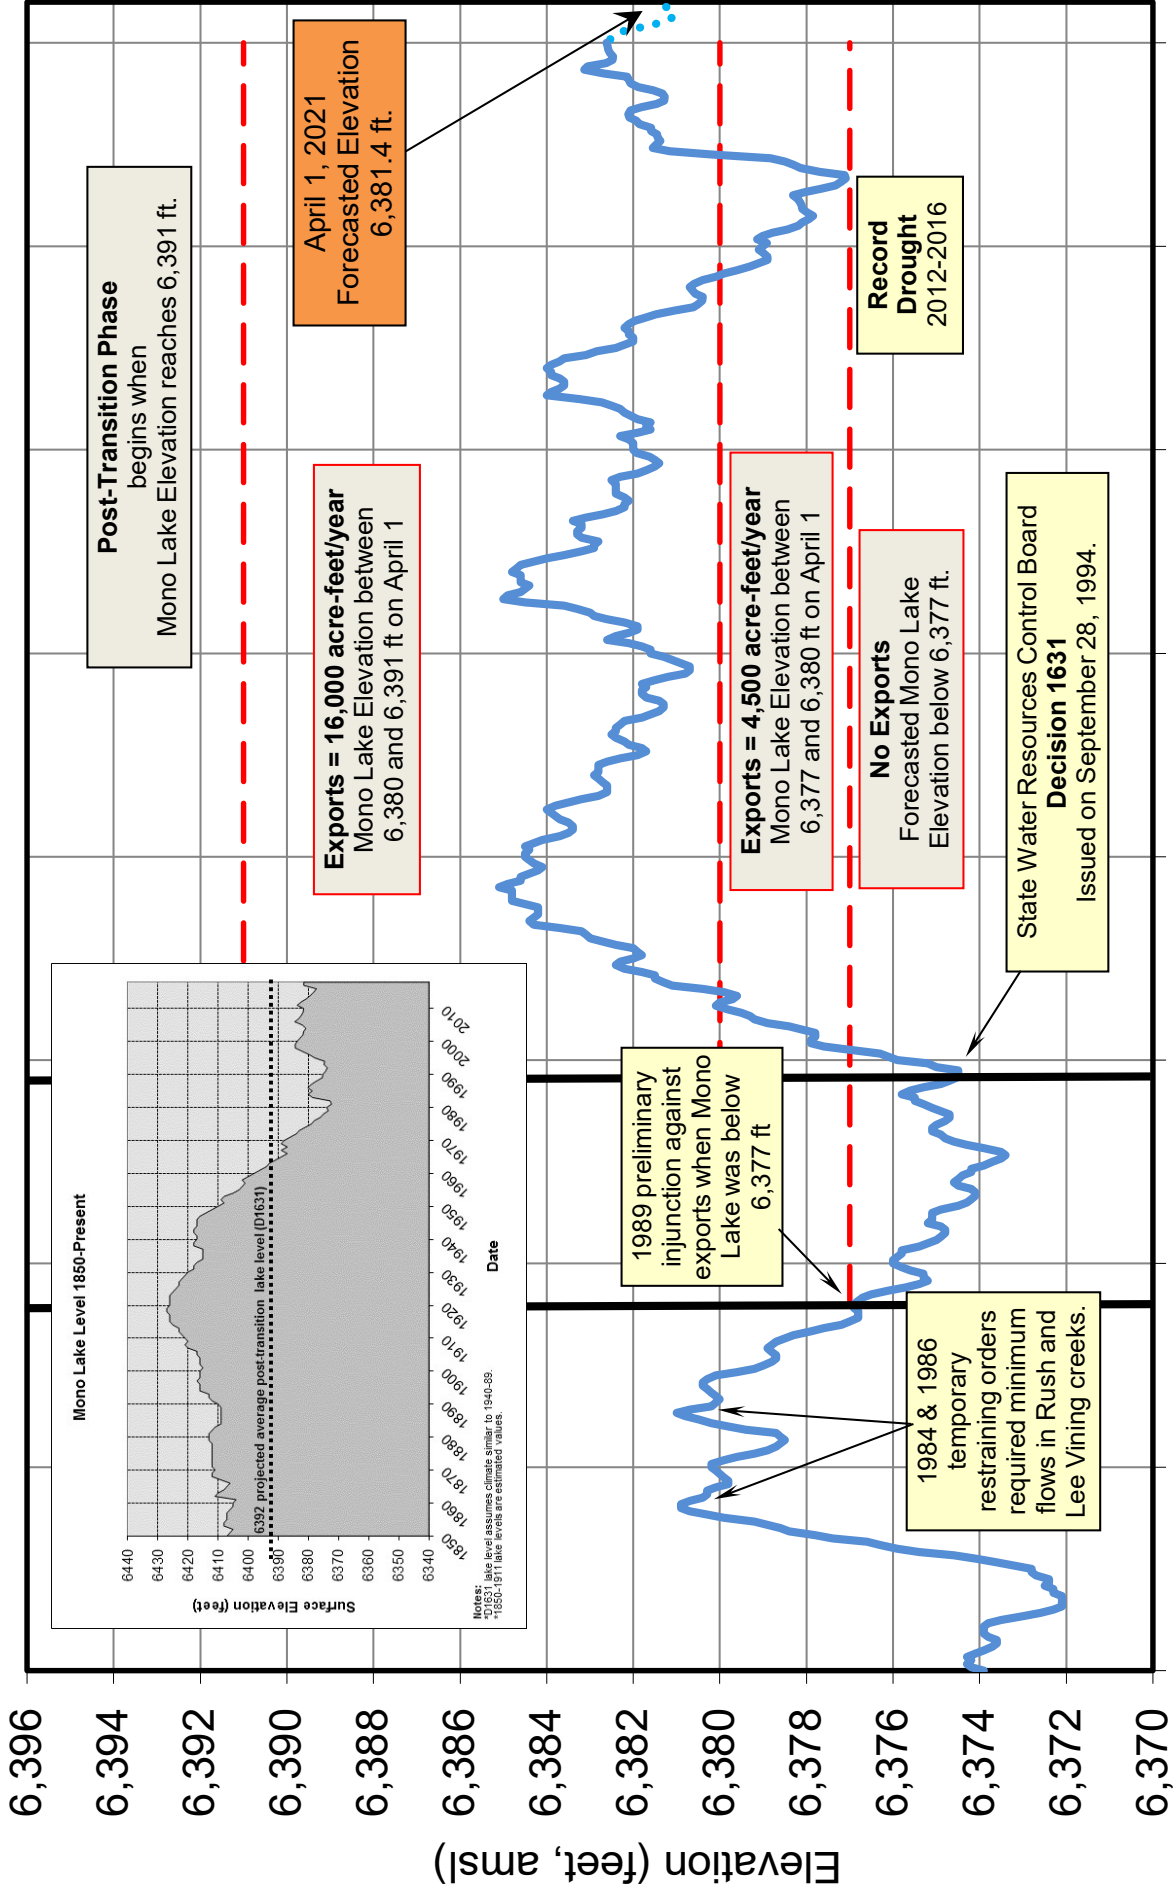 Elevation (feet, amsl)
6,396
6,394
6,392
6,390
6,388
6,386
6,384
6,382
6,380
6,378
6,376
6,374
6,372
6,370
Mono Lake Level 1850-Present
Surface Elevation (feet)
6440
6430
6420
6410
6400
6390
6380
6370
6360
6350
6340
6392 projected average post-transition lake level (D1631)
1850
1860
1870
1880
1890
1900
1910
1920
1930
1940
1950
1960
1970
1980
1990
2000
2010
Date
Notes:
*D1631 lake level assumes climate similar to 1940-89.
*1850-1911 lake levels are estimated values.
Post-Transition Phase
begins when
Mono Lake Elevation reaches 6,391 ft.
April 1, 2021
Forecasted Elevation
6,381.4 ft.
Exports = 16,000 acre-feet/year
Mono Lake Elevation between
6,380 and 6,391 ft on April 1
1989 preliminary
injunction against
exports when Mono
Lake was below
6,377 ft
Exports = 4,500 acre-feet/year
Mono Lake Elevation between
6,377 and 6,380 ft on April 1
No Exports
Forecasted Mono Lake
Elevation below 6,377 ft.
Record
Drought
2012-2016
1984 & 1986
temporary
restraining orders
required minimum
flows in Rush and
Lee Vining creeks.
State Water Resources Control Board
Decision 1631
Issued on September 28, 1994.